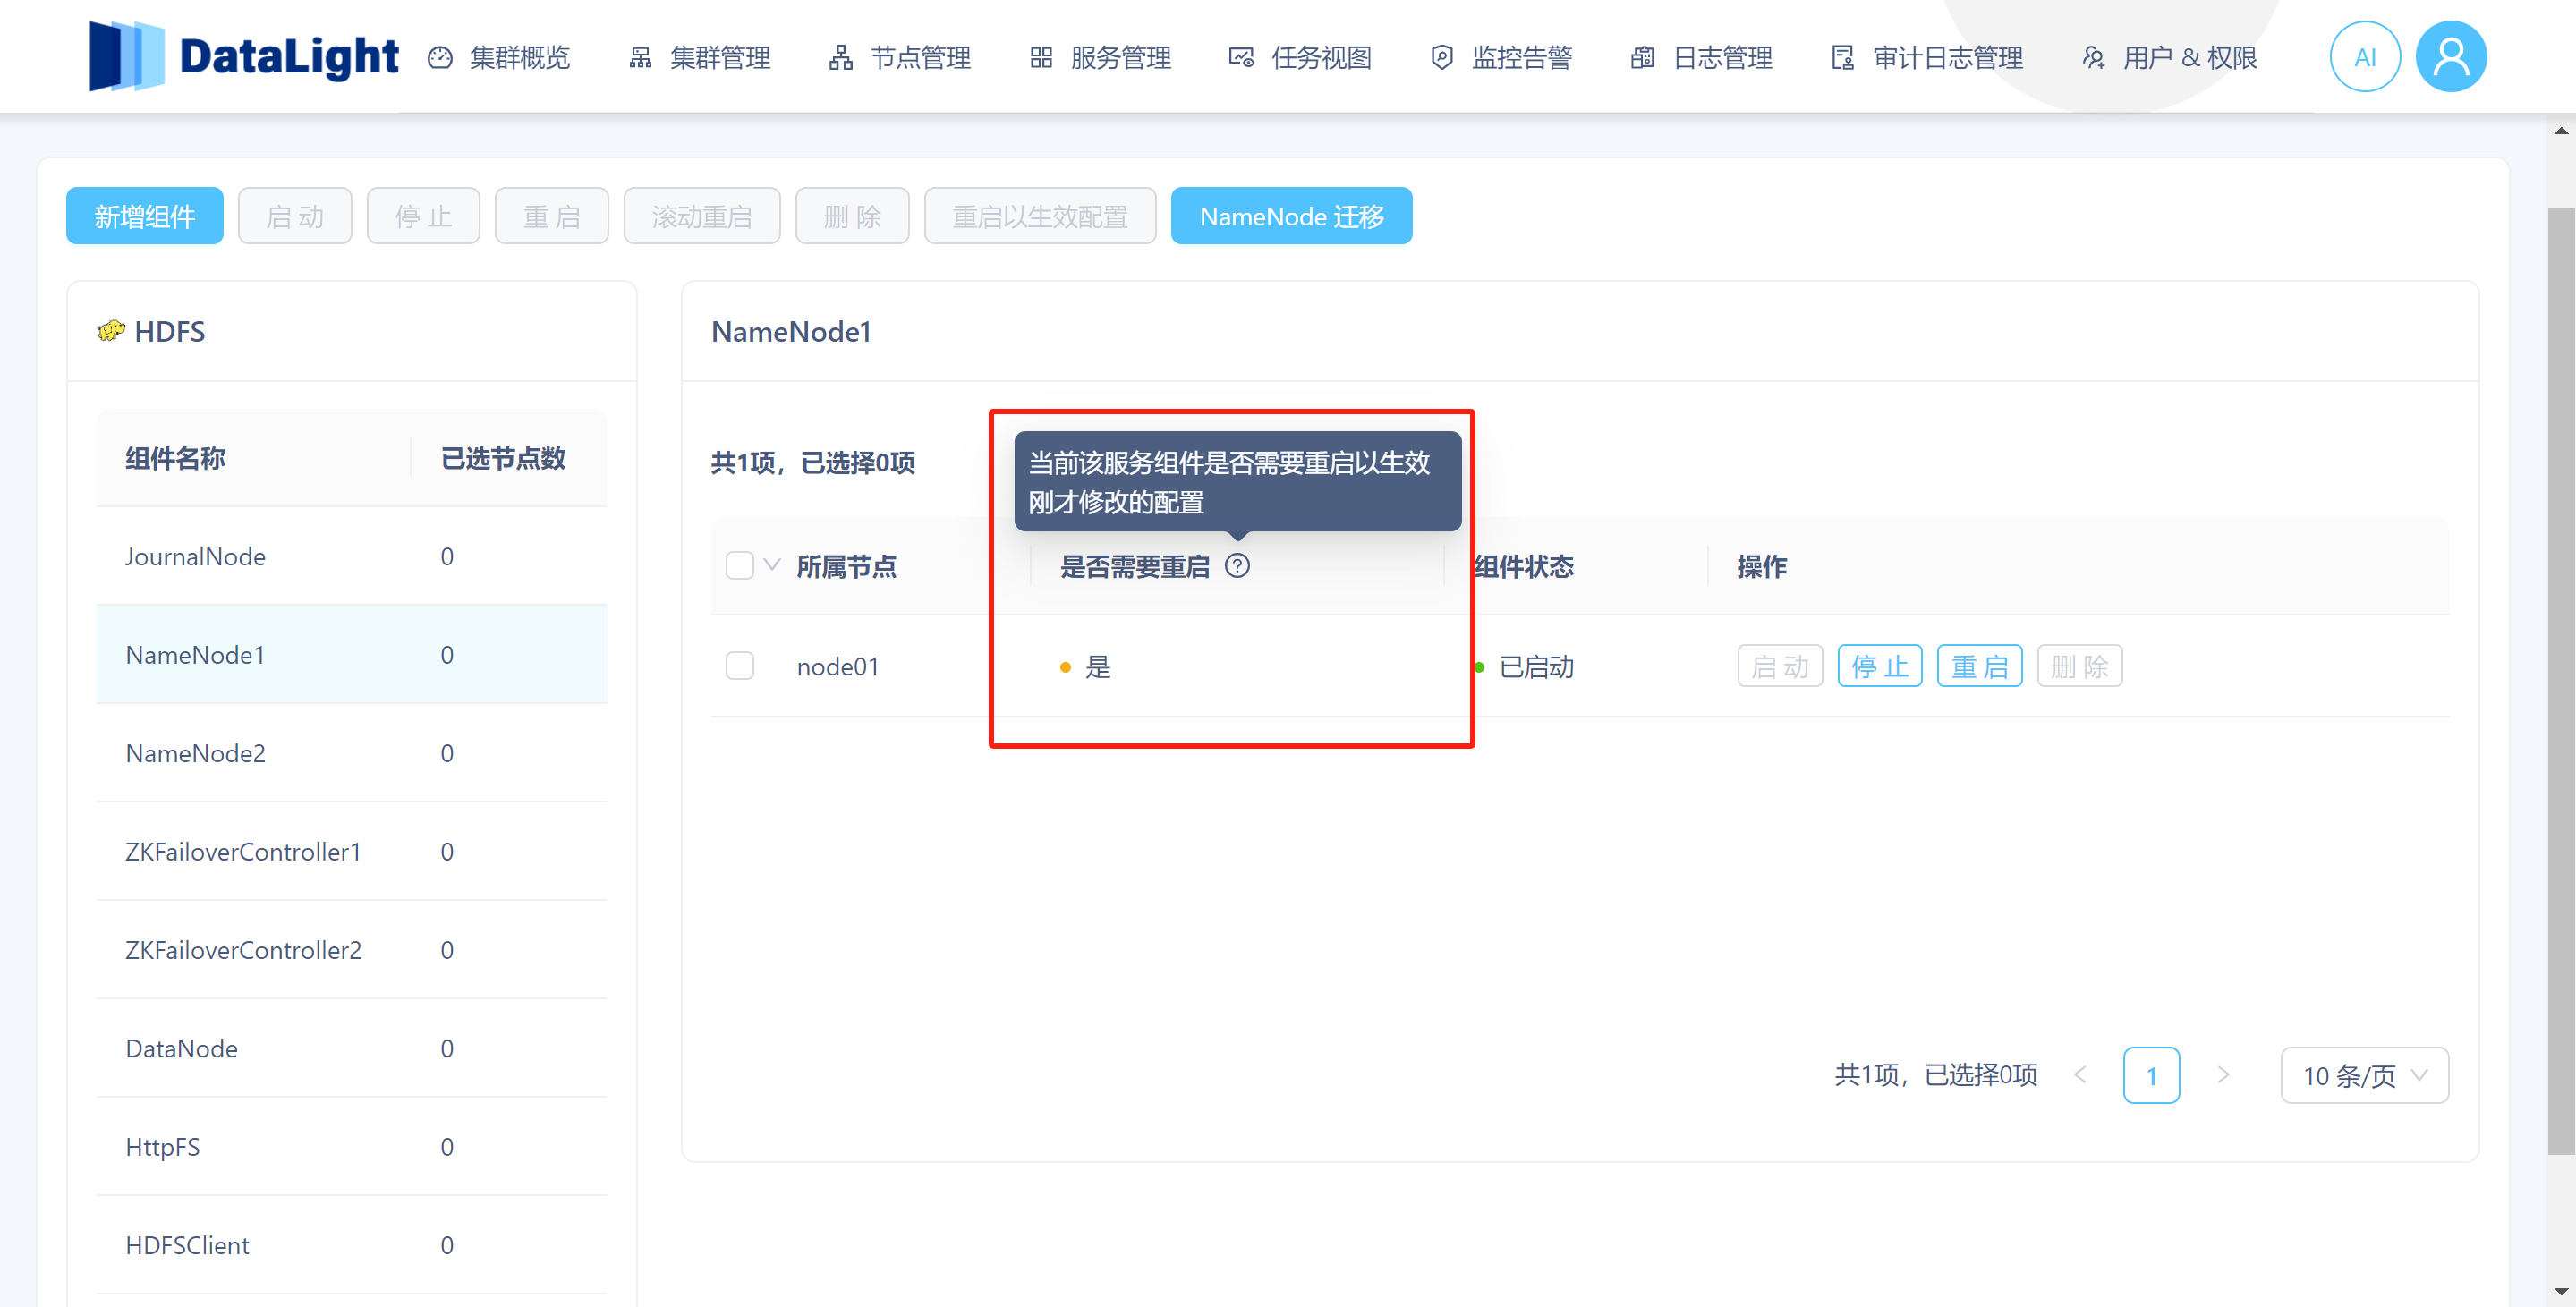 DataLight 集群概览 集群管理 节点管理 服务管理 任务视图 监控告警 日志管理 审计日志管理 用户 & 权限 AI
新增组件 启 动 停 止 重 启 滚动重启 删 除 重启以生效配置 NameNode 迁移
HDFS
组件名称 已选节点数
JournalNode 0
NameNode1 0
NameNode2 0
ZKFailoverController1 0
ZKFailoverController2 0
DataNode 0
HttpFS 0
HDFSClient 0
NameNode1
共1项，已选择0项
当前该服务组件是否需要重启以生效
刚才修改的配置
所属节点 是否需要重启 组件状态 操作
node01 是 已启动 启 动 停 止 重 启 删 除
共1项，已选择0项 1 10 条/页